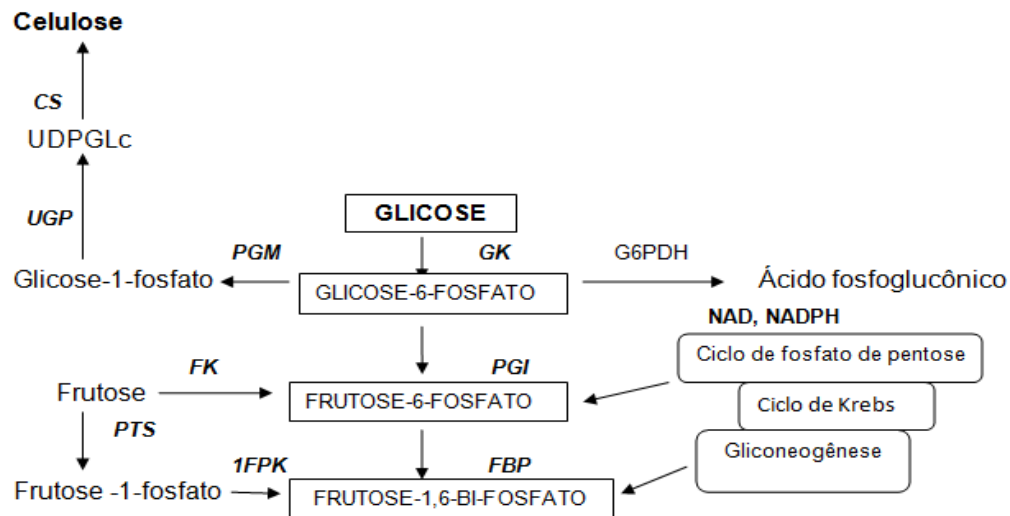 Celulose
CS
UDPGLc
UGP
GLICOSE
PGM
GK
G6PDH
Glicose-1-fosfato
GLICOSE-6-FOSFATO
Ácido fosfoglucônico
NAD, NADPH
Ciclo de fosfato de pentose
FK
PGI
Frutose
FRUTOSE-6-FOSFATO
Ciclo de Krebs
PTS
Gliconeogênese
1FPK
FBP
Frutose -1-fosfato
FRUTOSE-1,6-BI-FOSFATO